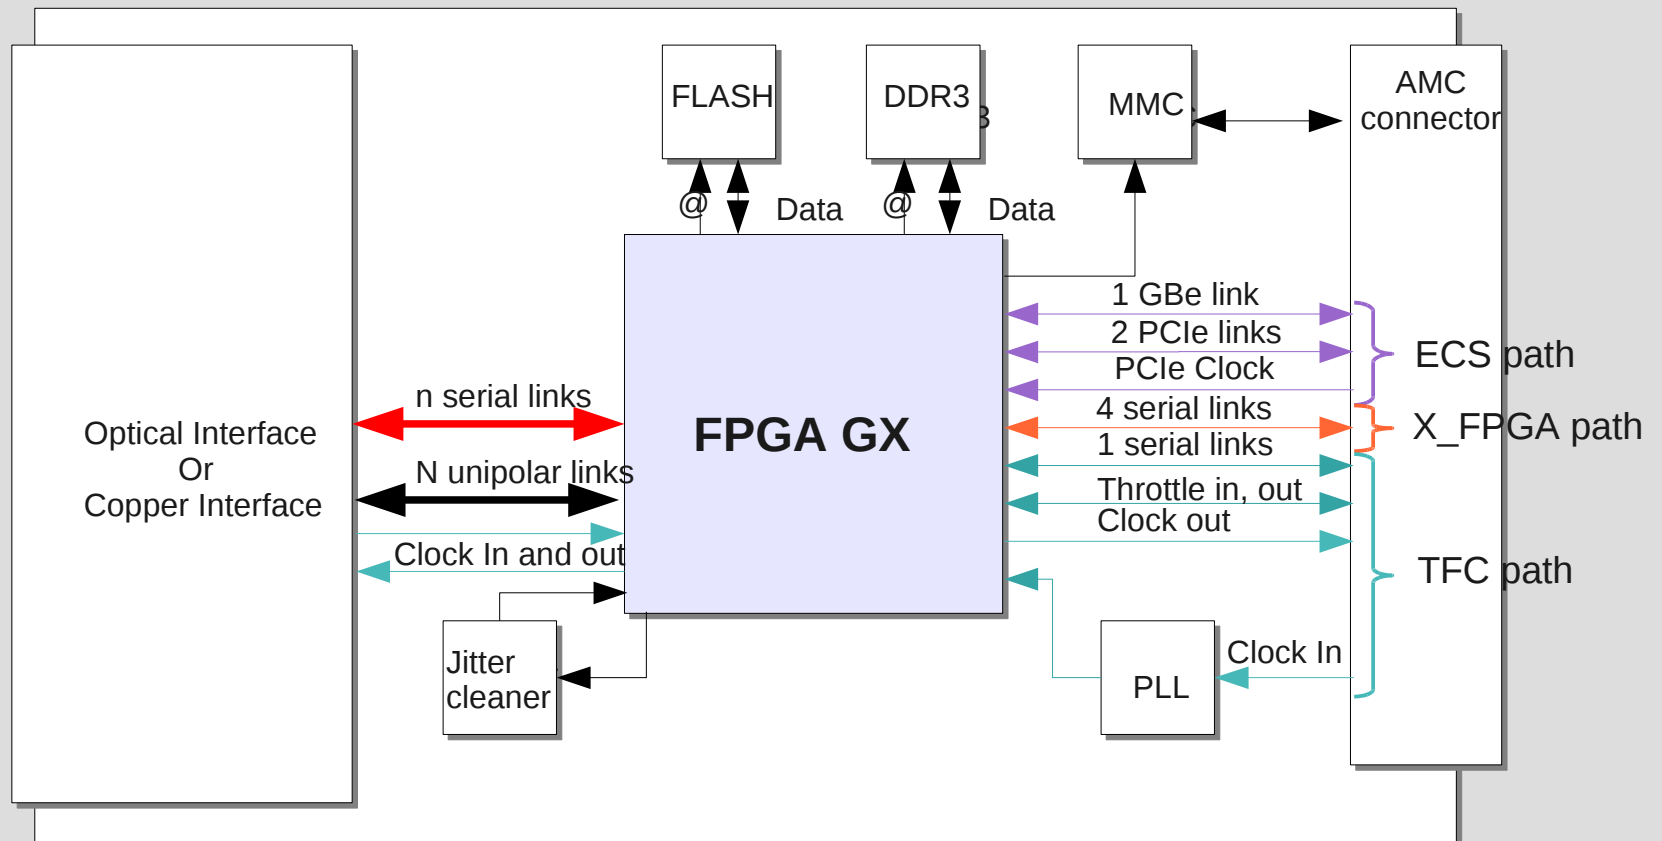 FLASH
DDR3
MMC
AMC
connector
@
Data
@
Data
1 GBe link
2 PCIe links
PCIe Clock
ECS path
4 serial links
X_FPGA path
1 serial links
Throttle in, out
Clock out
TFC path
n serial links
FPGA GX
Optical Interface
Or
Copper Interface
N unipolar links
Clock In and out
Jitter
cleaner
Clock In
PLL